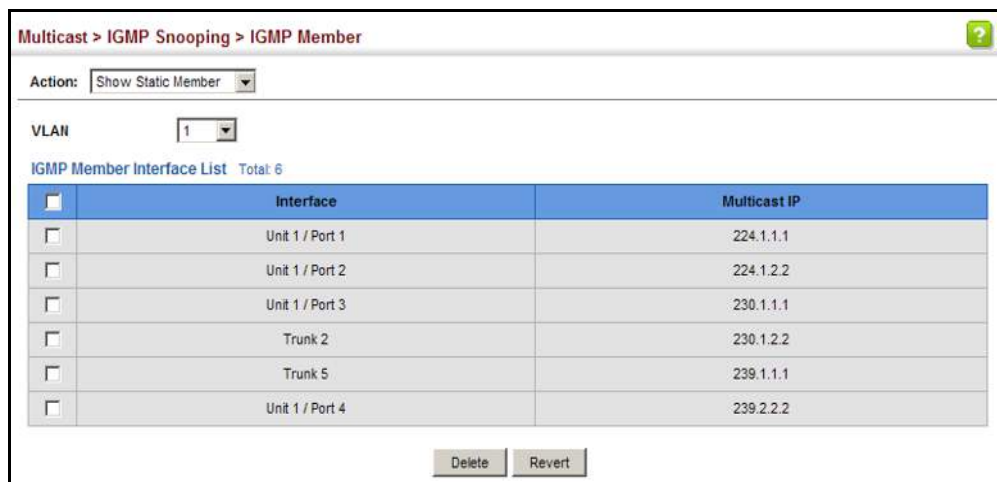 Multicast > IGMP Snooping > IGMP Member
?
Action: Show Static Member
VLAN 1
IGMP Member Interface List Total: 6
Interface Multicast IP
Unit 1 / Port 1 224.1.1.1
Unit 1 / Port 2 224.1.2.2
Unit 1 / Port 3 230.1.1.1
Trunk 2 230.1.2.2
Trunk 5 239.1.1.1
Unit 1 / Port 4 239.2.2.2
Delete Revert